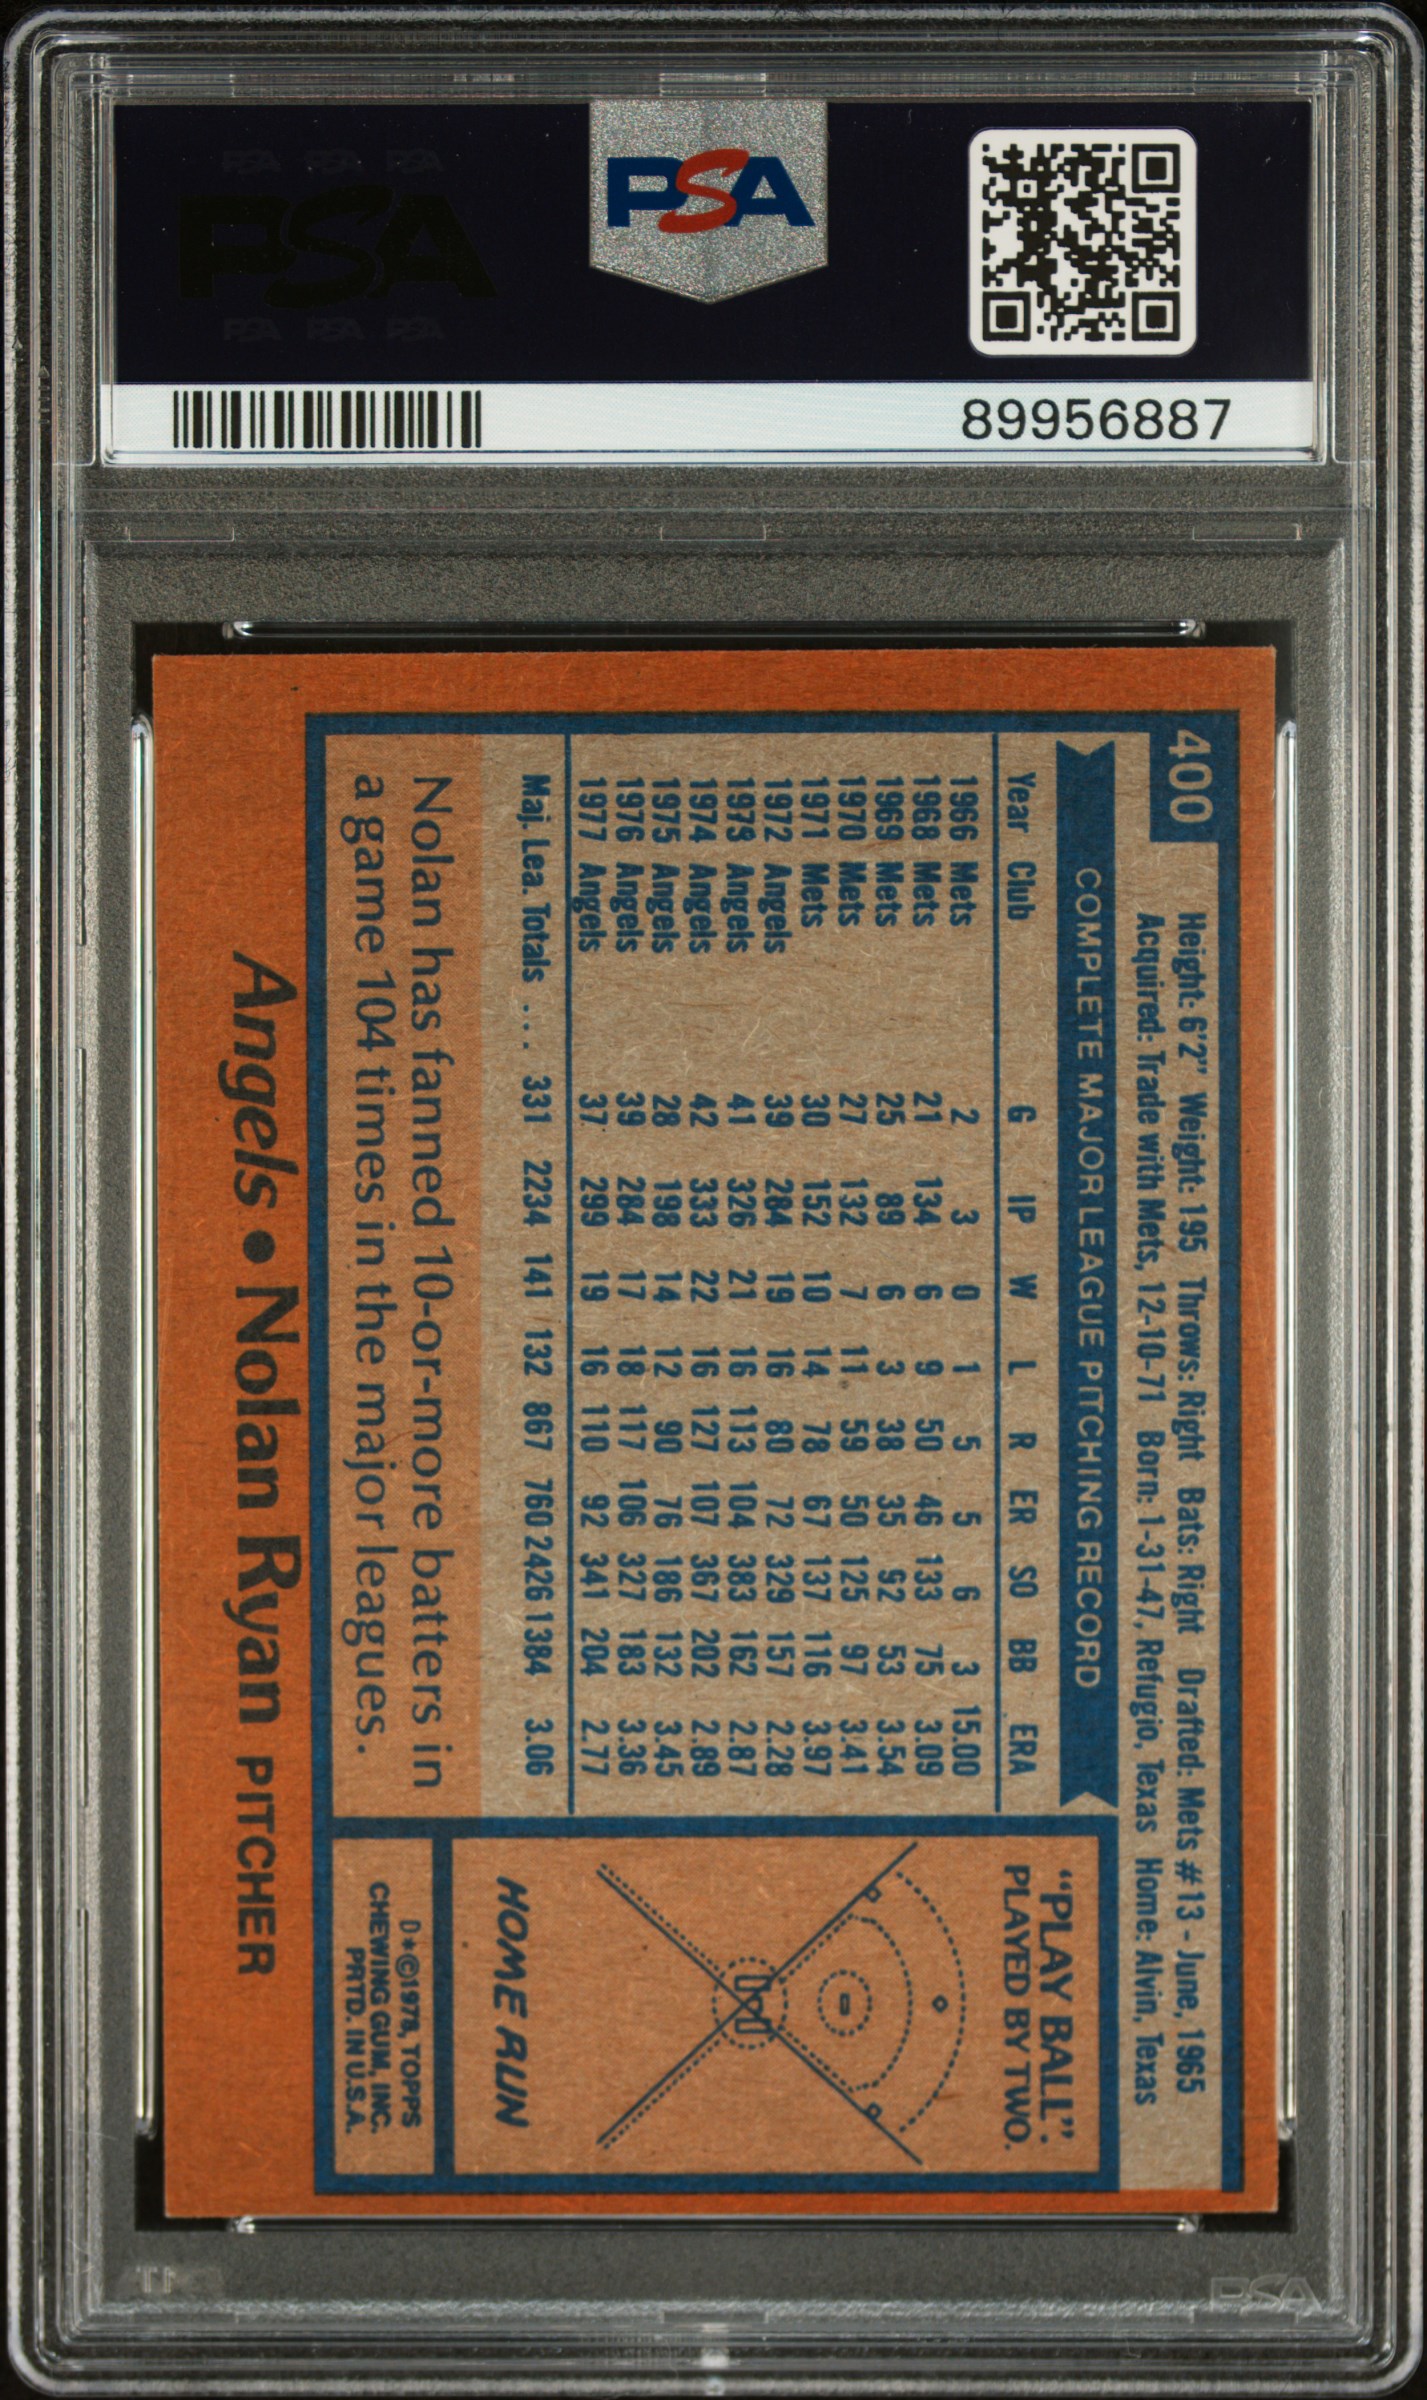 PSA PSA PSA
PSA
PSA PSA PSA
PSA
89956887
400
Height: 6'2" Weight: 195 Throws: Right Bats: Right Drafted: Mets #13 - June, 1965
Acquired: Trade with Mets, 12-10-71 Born: 1-31-47, Refugio, Texas Home: Alvin, Texas
COMPLETE MAJOR LEAGUE PITCHING RECORD
Year Club G IP W L R ER SO BB ERA
1966 Mets 2 3 0 1 5 5 6 3 15.00
1968 Mets 21 134 6 9 50 46 133 75 3.09
1969 Mets 25 89 6 3 38 35 92 53 3.54
1970 Mets 27 132 7 11 59 50 125 97 3.41
1971 Mets 30 152 10 14 78 67 137 116 3.97
1972 Angels 39 284 19 16 80 72 329 157 2.28
1973 Angels 41 326 21 16 113 104 383 162 2.87
1974 Angels 42 333 22 16 127 107 367 202 2.89
1975 Angels 28 198 14 12 90 76 186 132 3.45
1976 Angels 39 284 17 18 117 106 327 183 3.36
1977 Angels 37 299 19 16 110 92 341 204 2.77
Maj. Lea. Totals ... 331 2234 141 132 867 760 2426 1384 3.06
Nolan has fanned 10-or-more batters in
a game 104 times in the major leagues.
"PLAY BALL".
PLAYED BY TWO.
HOME RUN
D*©1978, TOPPS
CHEWING GUM, INC.
PRTD. IN U.S.A.
Angels • Nolan Ryan PITCHER
PSA